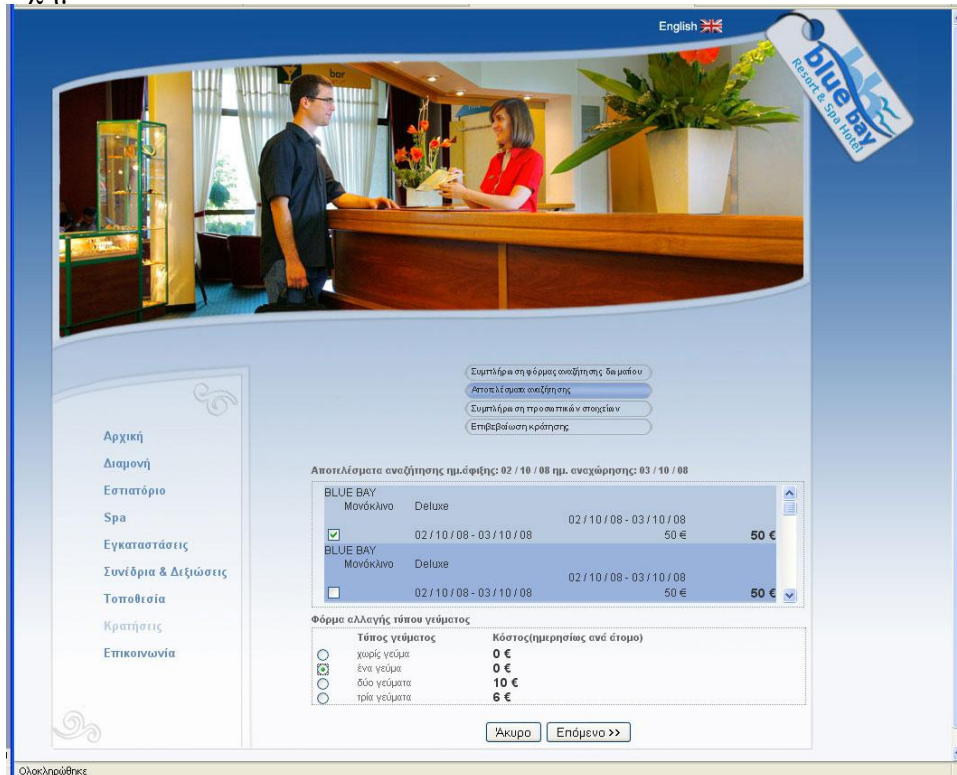 English
bar
blue bay
Resort & Spa Hotel
Συμπλήρωση φόρμας αναζήτησης δωματίου
Αποτελέσματα αναζήτησης
Συμπλήρωση προσωπικών στοιχείων
Επιβεβαίωση κράτησης
Αρχική
Διαμονή
Εστιατόριο
Spa
Εγκαταστάσεις
Συνέδρια & Δεξιώσεις
Τοποθεσία
Κρατήσεις
Επικοινωνία
Αποτελέσματα αναζήτησης ημ.άφιξης: 02 / 10 / 08 ημ. αναχώρησης: 03 / 10 / 08
BLUE BAY
Μονόκλινο Deluxe
02 / 10 / 08 - 03 / 10 / 08
02 / 10 / 08 - 03 / 10 / 08 50 € 50 €
BLUE BAY
Μονόκλινο Deluxe
02 / 10 / 08 - 03 / 10 / 08
02 / 10 / 08 - 03 / 10 / 08 50 € 50 €
Φόρμα αλλαγής τύπου γεύματος
Τύπος γεύματος Κόστος(ημερησίως ανά άτομο)
χωρίς γεύμα 0 €
ένα γεύμα 0 €
δύο γεύματα 10 €
τρία γεύματα 6 €
Άκυρο Επόμενο >>
Ολοκληρώθηκε